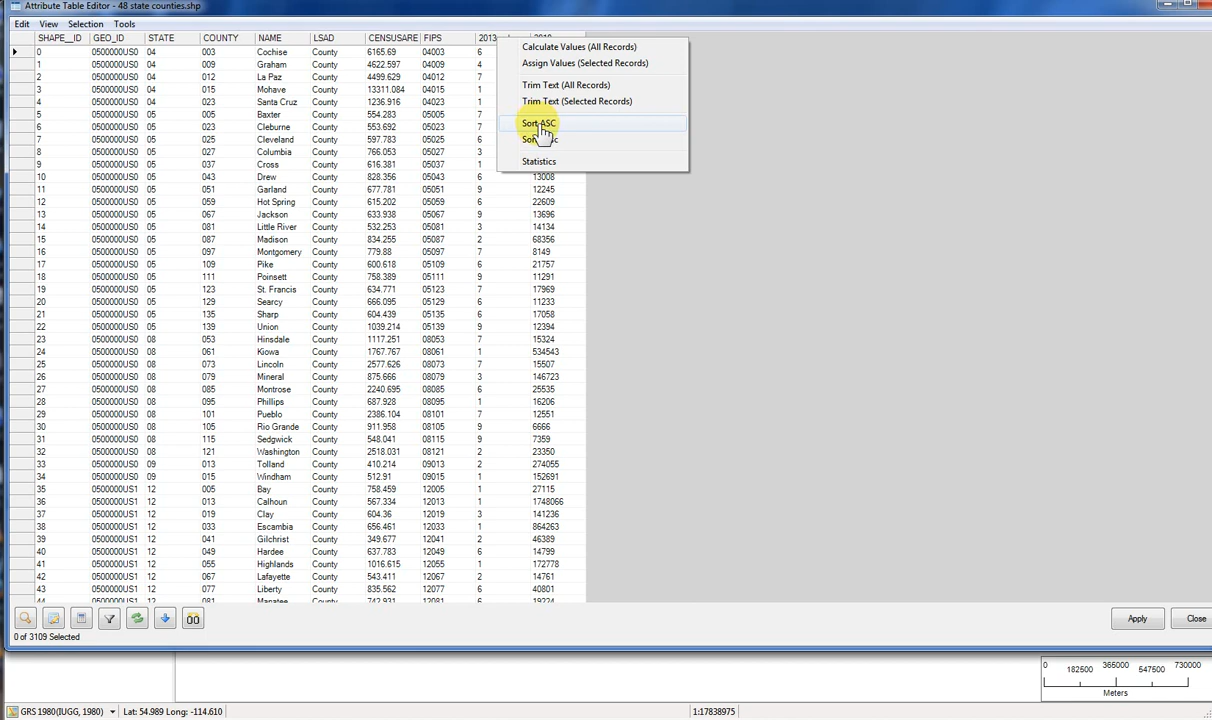 Attribute Table Editor - 48 state counties.shp
Edit View Selection Tools
SHAPE__ID GEO_ID STATE COUNTY NAME LSAD CENSUSARE FIPS 2013
0 0500000US0 04 003 Cochise County 6165.69 04003 6
1 0500000US0 04 009 Graham County 4622.597 04009 4
2 0500000US0 04 012 La Paz County 4499.629 04012 7
3 0500000US0 04 015 Mohave County 13311.084 04015 1
4 0500000US0 04 023 Santa Cruz County 1236.916 04023 1
5 0500000US0 05 005 Baxter County 554.283 05005 7
6 0500000US0 05 023 Cleburne County 553.692 05023 7
7 0500000US0 05 025 Cleveland County 597.783 05025 6
8 0500000US0 05 027 Columbia County 766.053 05027 3
9 0500000US0 05 037 Cross County 616.381 05037 1
10 0500000US0 05 043 Drew County 828.356 05043 6 13008
11 0500000US0 05 051 Garland County 677.781 05051 9 12245
12 0500000US0 05 059 Hot Spring County 615.202 05059 6 22609
13 0500000US0 05 067 Jackson County 633.938 05067 9 13696
14 0500000US0 05 081 Little River County 532.253 05081 3 14134
15 0500000US0 05 087 Madison County 834.255 05087 2 68356
16 0500000US0 05 097 Montgomery County 779.88 05097 7 8149
17 0500000US0 05 109 Pike County 600.618 05109 6 21757
18 0500000US0 05 111 Poinsett County 758.389 05111 9 11291
19 0500000US0 05 123 St. Francis County 634.771 05123 7 17969
20 0500000US0 05 129 Searcy County 666.095 05129 6 11233
21 0500000US0 05 135 Sharp County 604.439 05135 6 17058
22 0500000US0 05 139 Union County 1039.214 05139 9 12394
23 0500000US0 08 053 Hinsdale County 1117.251 08053 7 15324
24 0500000US0 08 061 Kiowa County 1767.767 08061 1 534543
25 0500000US0 08 073 Lincoln County 2577.626 08073 7 15507
26 0500000US0 08 079 Mineral County 875.666 08079 3 146723
27 0500000US0 08 085 Montrose County 2240.695 08085 6 25535
28 0500000US0 08 095 Phillips County 687.928 08095 1 16206
29 0500000US0 08 101 Pueblo County 2386.104 08101 7 12551
30 0500000US0 08 105 Rio Grande County 911.958 08105 9 6666
31 0500000US0 08 115 Sedgwick County 548.041 08115 9 7359
32 0500000US0 08 121 Washington County 2518.031 08121 2 23350
33 0500000US0 09 013 Tolland County 410.214 09013 2 274055
34 0500000US0 09 015 Windham County 512.91 09015 1 152691
35 0500000US1 12 005 Bay County 758.459 12005 1 27115
36 0500000US1 12 013 Calhoun County 567.334 12013 1 1748066
37 0500000US1 12 019 Clay County 604.36 12019 3 141236
38 0500000US1 12 033 Escambia County 656.461 12033 1 864263
39 0500000US1 12 041 Gilchrist County 349.677 12041 2 46389
40 0500000US1 12 049 Hardee County 637.783 12049 6 14799
41 0500000US1 12 055 Highlands County 1016.615 12055 1 172778
42 0500000US1 12 067 Lafayette County 543.411 12067 2 14761
43 0500000US1 12 077 Liberty County 835.562 12077 6 40801
44 0500000US1 12 081 Manatee County 742.931 12081 6 19224
Calculate Values (All Records)
Assign Values (Selected Records)
Trim Text (All Records)
Trim Text (Selected Records)
Sort ASC
Statistics
0 of 3109 Selected
Apply Close
0 182500 365000 547500 730000
Meters
GRS 1980(IUGG, 1980) Lat: 54.989 Long: -114.610 1:17838975